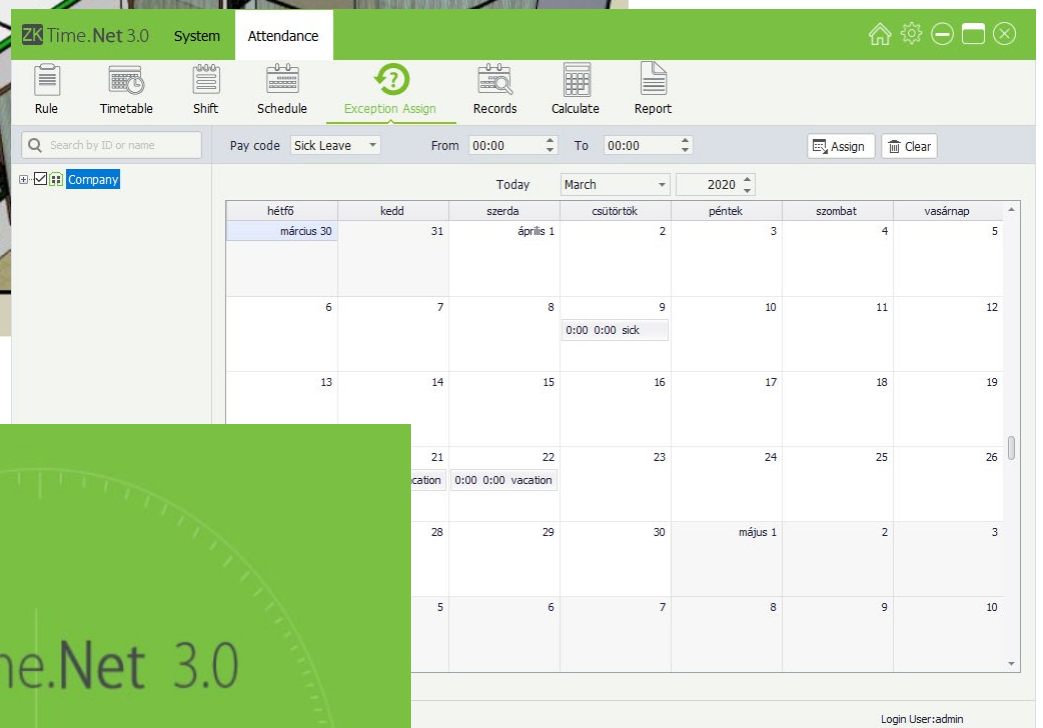 ZK Time.Net 3.0 System Attendance
Rule Timetable Shift Schedule Exception Assign Records Calculate Report
Search by ID or name Pay code Sick Leave From 00:00 To 00:00 Assign Clear
Company
Today March 2020
hétfő kedd szerda csütörtök péntek szombat vasárnap
március 30 31 április 1 2 3 4 5
6 7 8 9 10 11 12
0:00 0:00 sick
13 14 15 16 17 18 19
21 22 23 24 25 26
cation 0:00 0:00 vacation
28 29 30 május 1 2 3
5 6 7 8 9 10
me.Net 3.0
Login User:admin